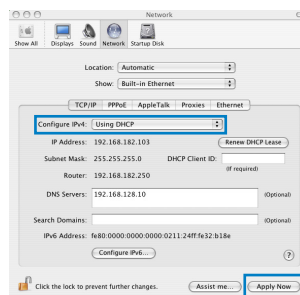 Network
Show All Displays Sound Network Startup Disk
Location: Automatic
Show: Built-in Ethernet
TCP/IP PPPoE AppleTalk Proxies Ethernet
Configure IPv4: Using DHCP
IP Address: 192.168.182.103 Renew DHCP Lease
Subnet Mask: 255.255.255.0 DHCP Client ID:
(If required)
Router: 192.168.182.250
DNS Servers: 192.168.128.10 (Optional)
Search Domains: (Optional)
IPv6 Address: fe80:0000:0000:0000:0211:24ff:fe32:b18e
Configure IPv6... ?
Click the lock to prevent further changes. Assist me... Apply Now